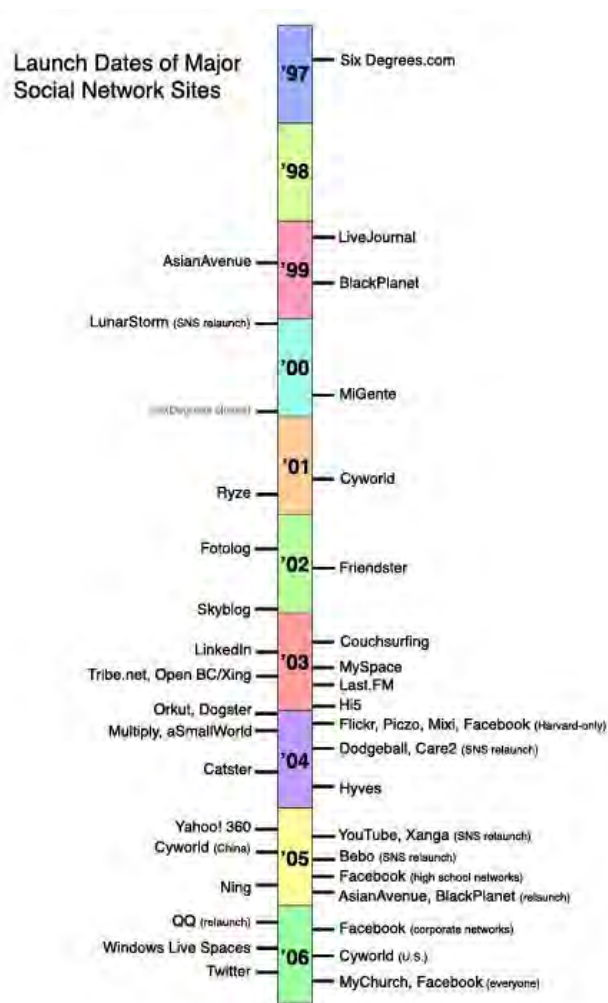 Launch Dates of Major
Social Network Sites
'97
Six Degrees.com
'98
'99
LiveJournal
AsianAvenue
BlackPlanet
LunarStorm (SNS relaunch)
'00
MiGente
(SixDegrees closes)
'01
Cyworld
Ryze
Fotolog
'02
Friendster
Skyblog
'03
Couchsurfing
LinkedIn
MySpace
Tribe.net, Open BC/Xing
Last.FM
Hi5
Orkut, Dogster
Flickr, Piczo, Mixi, Facebook (Harvard-only)
Multiply, aSmallWorld
'04
Dodgeball, Care2 (SNS relaunch)
Catster
Hyves
Yahoo! 360
YouTube, Xanga (SNS relaunch)
Cyworld (China)
'05
Bebo (SNS relaunch)
Facebook (high school networks)
Ning
AsianAvenue, BlackPlanet (relaunch)
QQ (relaunch)
Facebook (corporate networks)
Windows Live Spaces
'06
Cyworld (U.S.)
Twitter
MyChurch, Facebook (everyone)